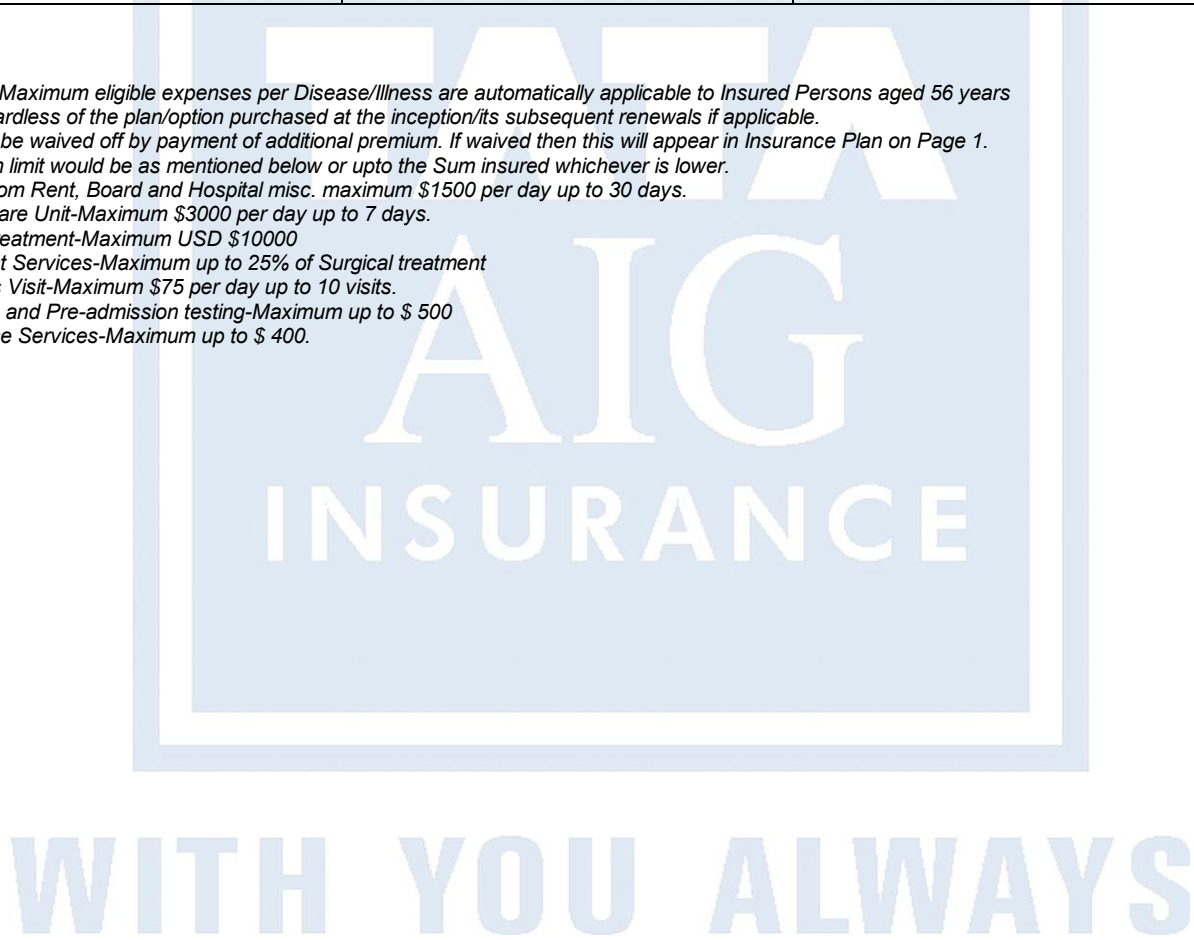 Maximum eligible expenses per Disease/Illness are automatically applicable to Insured Persons aged 56 years
ardless of the plan/option purchased at the inception/its subsequent renewals if applicable.
be waived off by payment of additional premium. If waived then this will appear in Insurance Plan on Page 1.
limit would be as mentioned below or upto the Sum insured whichever is lower.
om Rent, Board and Hospital misc. maximum $1500 per day up to 30 days.
are Unit-Maximum $3000 per day up to 7 days.
reatment-Maximum USD $10000
t Services-Maximum up to 25% of Surgical treatment
Visit-Maximum $75 per day up to 10 visits.
and Pre-admission testing-Maximum up to $ 500
e Services-Maximum up to $ 400.
TATA
AIG
INSURANCE
WITH YOU ALWAYS